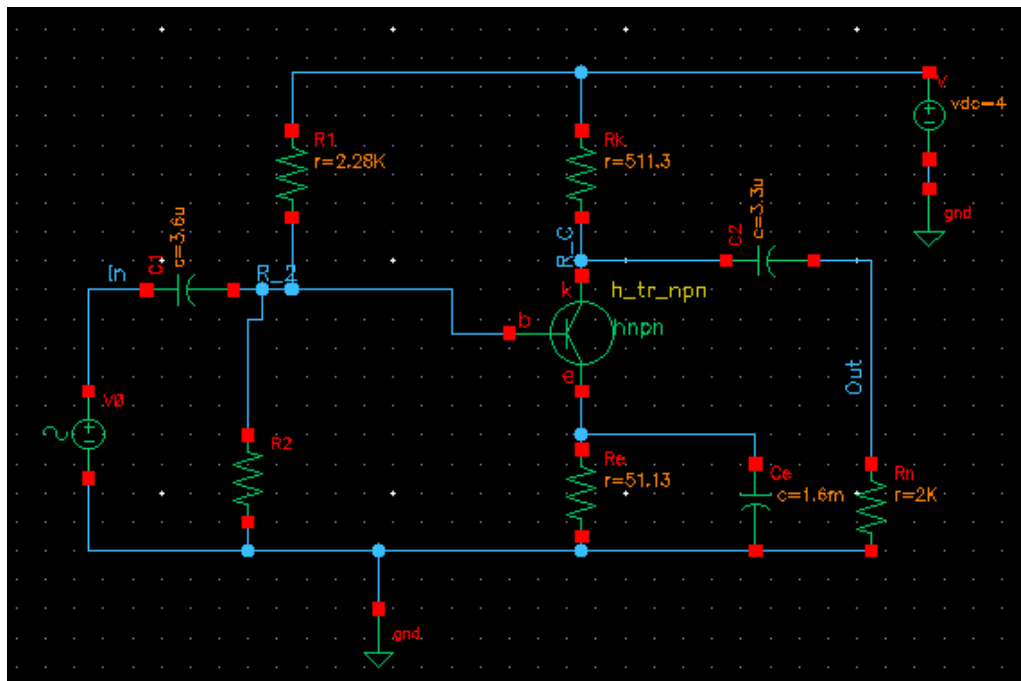 V
vdc=4
R1
r=2.28K
Rk
r=511.3
gnd
c=3.3u
C2
c=3.6u
C1
In
R_2
R_C
k
h_tr_npn
b
hnpn
e
Out
V0
R2
Re
r=51.13
Ce
c=1.6m
Rn
r=2K
gnd